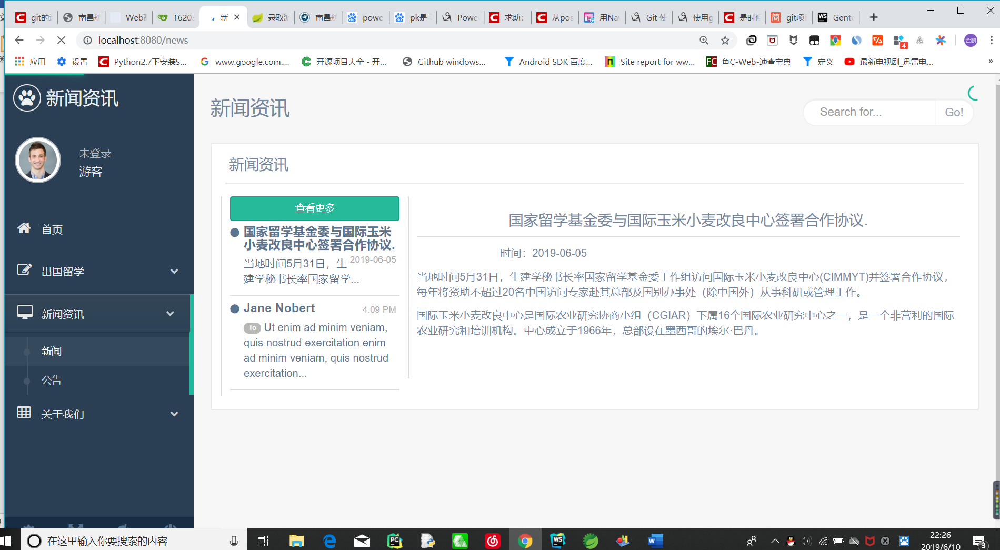 git的
南昌航
Web
1620
新
录取
南昌航
powe
pk是
Powe
求助:
从pos
用Na
Git 使
使用g
是时
git项
Gente
localhost:8080/news
金鹏
应用
设置
Python2.7下安装S...
www.google.com....
开源项目大全 - 开...
Github windows...
Android SDK 百度...
Site report for ww...
鱼C-Web-速查宝典
定义
最新电视剧_迅雷电...
»
4
新闻资讯
未登录
游客
首页
出国留学
新闻资讯
新闻
公告
关于我们
新闻资讯
Search for...
Go!
新闻资讯
查看更多
国家留学基金委与国际玉米
小麦改良中心签署合作协议.
当地时间5月31日，生
2019-06-05
建学秘书长率国家留学...
Jane Nobert
4.09 PM
To Ut enim ad minim veniam,
quis nostrud exercitation enim
ad minim veniam, quis nostrud
exercitation...
国家留学基金委与国际玉米小麦改良中心签署合作协议.
时间：2019-06-05
当地时间5月31日，生建学秘书长率国家留学基金委工作组访问国际玉米小麦改良中心(CIMMYT)并签署合作协议，
每年将资助不超过20名中国访问专家赴其总部及国别办事处（除中国外）从事科研或管理工作。
国际玉米小麦改良中心是国际农业研究协商小组（CGIAR）下属16个国际农业研究中心之一，是一个非营利的国际
农业研究和培训机构。中心成立于1966年，总部设在墨西哥的埃尔·巴丹。
在这里输入你要搜索的内容
22:26
2019/6/10
3